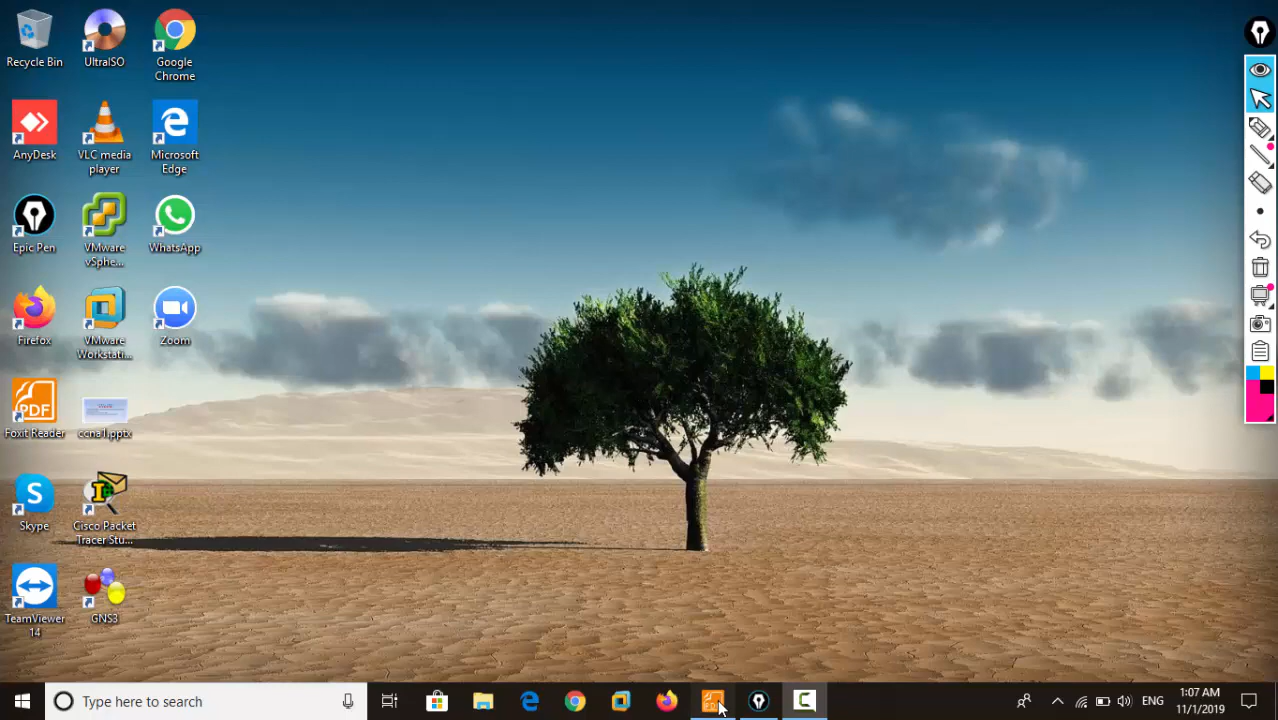 Recycle Bin
UltraISO
Google
Chrome
AnyDesk
VLC media
player
Microsoft
Edge
Epic Pen
VMware
vSphe...
WhatsApp
Firefox
VMware
Workstati...
Zoom
PDF
Foxit Reader
ccna1.pptx
Skype
Cisco Packet
Tracer Stu...
TeamViewer
14
GNS3
Type here to search
ENG
1:07 AM
11/1/2019